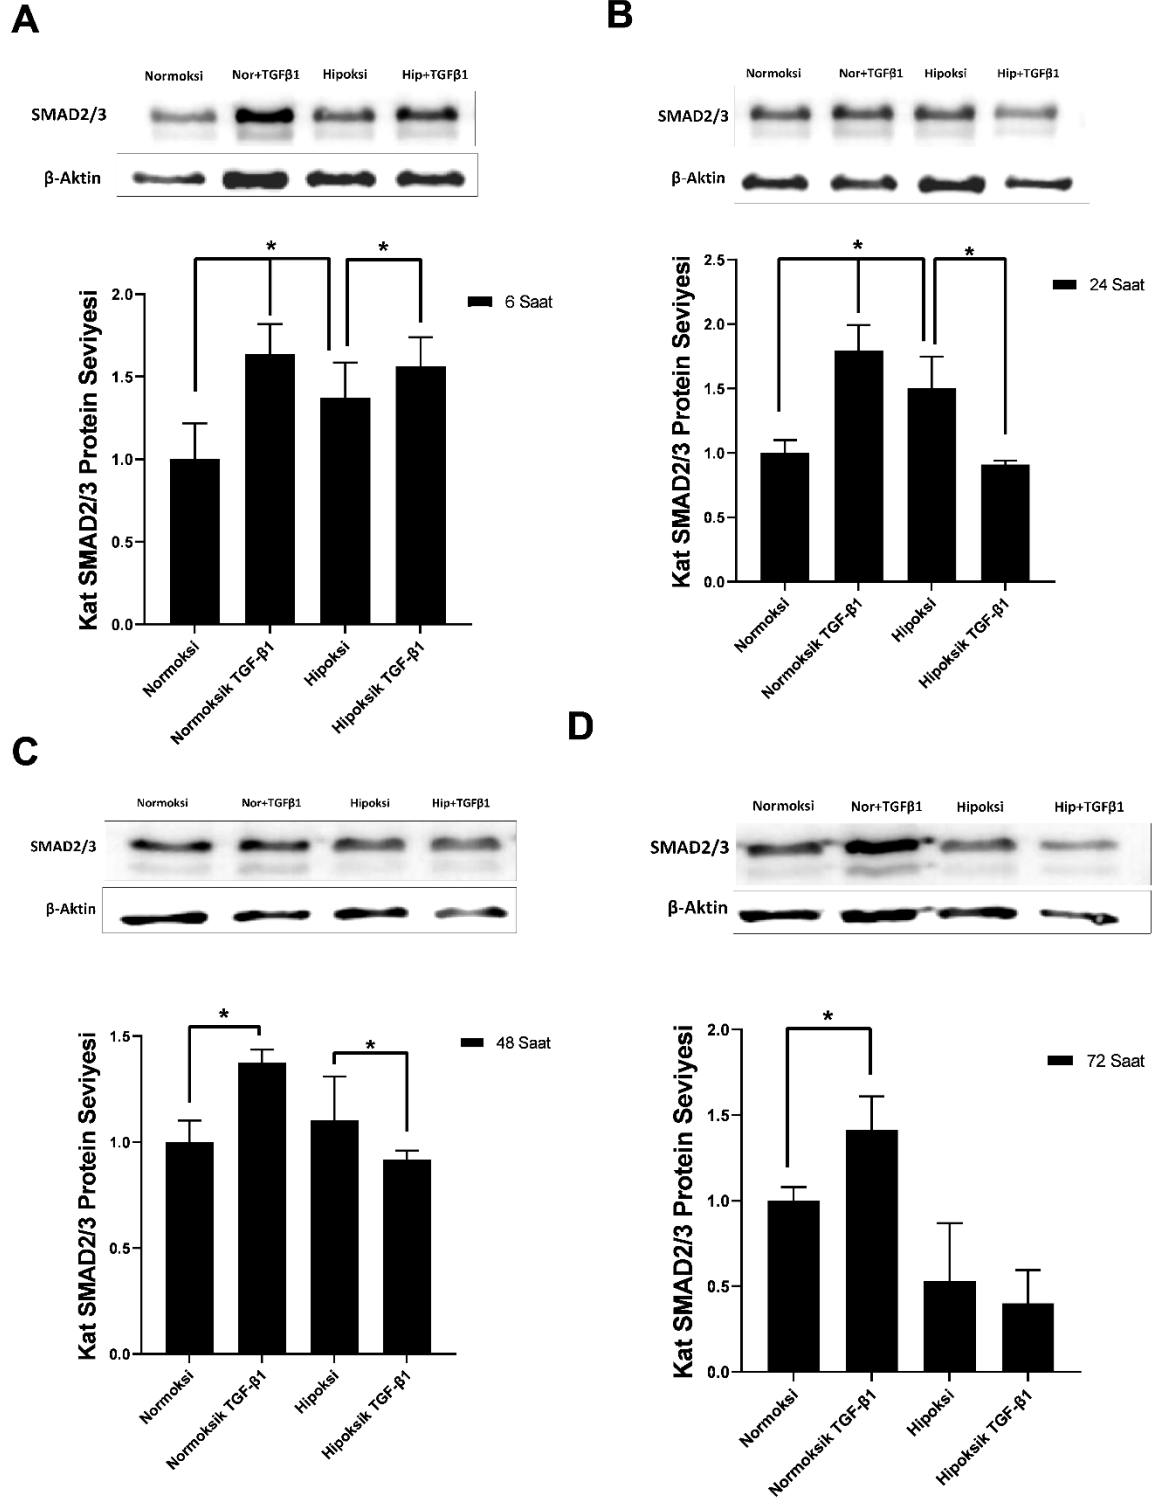 A
Normoksi Nor+TGFβ1 Hipoksi Hip+TGFβ1
SMAD2/3
β-Aktin
* *
Kat SMAD2/3 Protein Seviyesi
6 Saat
2.0
1.5
1.0
0.5
0.0
Normoksi
Normoksik TGF-β1
Hipoksi
Hipoksik TGF-β1
B
Normoksi Nor+TGFβ1 Hipoksi Hip+TGFβ1
SMAD2/3
β-Aktin
* *
Kat SMAD2/3 Protein Seviyesi
24 Saat
2.5
2.0
1.5
1.0
0.5
0.0
Normoksi
Normoksik TGF-β1
Hipoksi
Hipoksik TGF-β1
C
Normoksi Nor+TGFβ1 Hipoksi Hip+TGFβ1
SMAD2/3
β-Aktin
* *
Kat SMAD2/3 Protein Seviyesi
48 Saat
1.5
1.0
0.5
0.0
Normoksi
Normoksik TGF-β1
Hipoksi
Hipoksik TGF-β1
D
Normoksi Nor+TGFβ1 Hipoksi Hip+TGFβ1
SMAD2/3
β-Aktin
*
Kat SMAD2/3 Protein Seviyesi
72 Saat
2.0
1.5
1.0
0.5
0.0
Normoksi
Normoksik TGF-β1
Hipoksi
Hipoksik TGF-β1